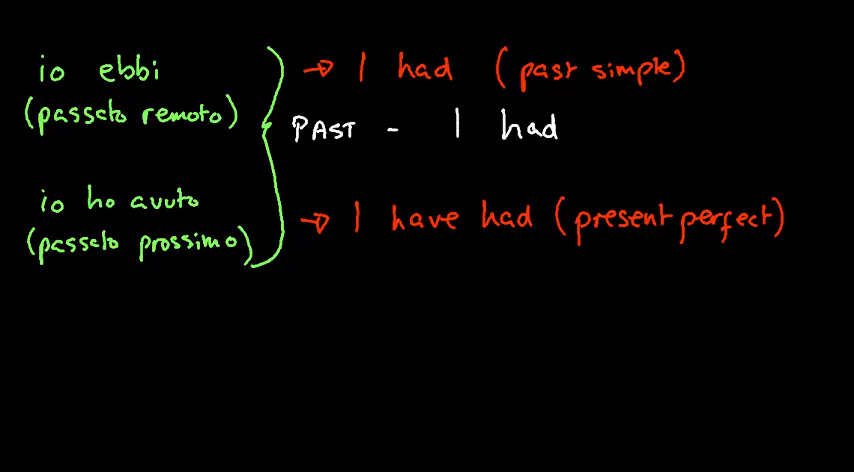 io ebbi → I had (past simple)
(passato remoto) PAST - I had
io ho avuto
(passato prossimo) → I have had (present perfect)